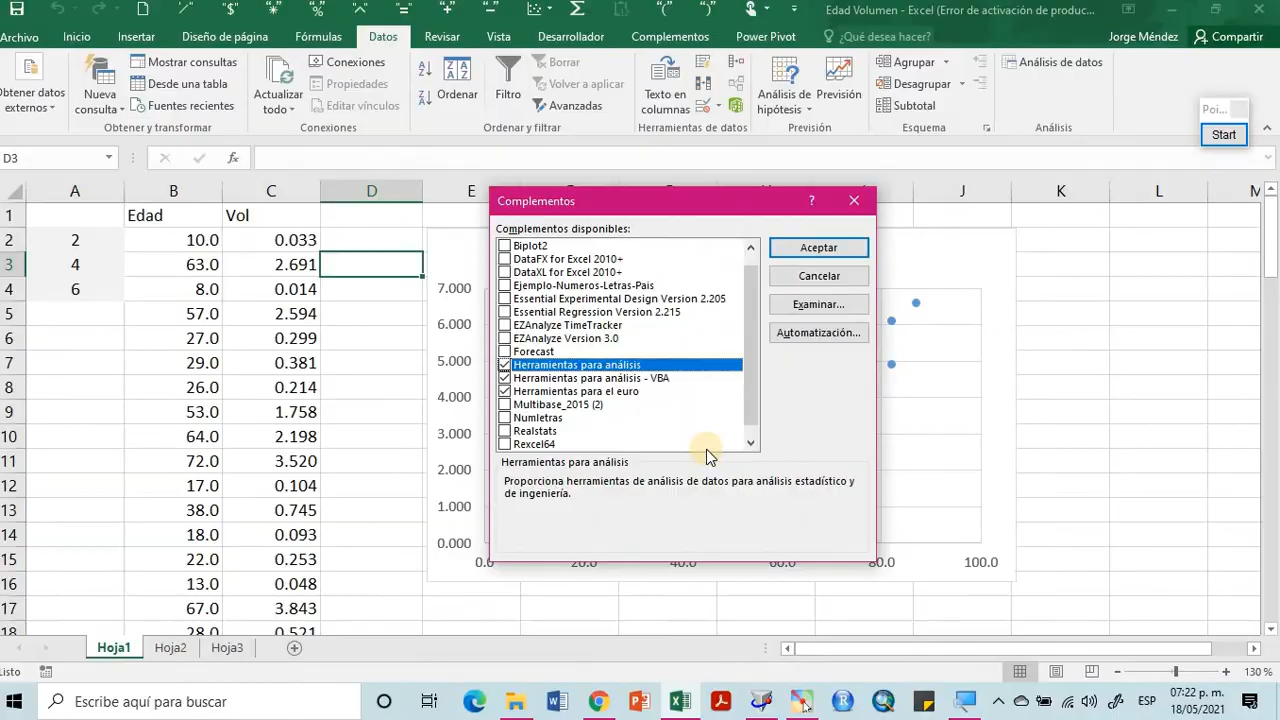 Edad Volumen - Excel (Error de activación de produc...
Archivo Inicio Insertar Diseño de página Fórmulas Datos Revisar Vista Desarrollador Complementos Power Pivot ¿Qué desea hacer? Jorge Méndez Compartir
Obtener datos externos
Nueva consulta
Mostrar consultas
Desde una tabla
Fuentes recientes
Obtener y transformar
Actualizar todo
Conexiones
Propiedades
Editar vínculos
Conexiones
Ordenar
Filtro
Borrar
Volver a aplicar
Avanzadas
Ordenar y filtrar
Texto en columnas
Herramientas de datos
Análisis de hipótesis
Previsión
Previsión
Agrupar
Desagrupar
Subtotal
Esquema
Análisis de datos
Análisis
Poi...
Start
D3
A B C D E J K L M
1 Edad Vol
2 2 10.0 0.033
3 4 63.0 2.691
4 6 8.0 0.014
5 57.0 2.594
6 27.0 0.299
7 29.0 0.381
8 26.0 0.214
9 53.0 1.758
10 64.0 2.198
11 72.0 3.520
12 17.0 0.104
13 38.0 0.745
14 18.0 0.093
15 22.0 0.253
16 13.0 0.048
17 67.0 3.843
18 28.0 0.521
7.000
6.000
5.000
4.000
3.000
2.000
1.000
0.000
0.0 20.0 40.0 60.0 80.0 100.0
Complementos
Complementos disponibles:
Biplot2
DataFX for Excel 2010+
DataXL for Excel 2010+
Ejemplo-Numeros-Letras-Pais
Essential Experimental Design Version 2.205
Essential Regression Version 2.215
EZAnalyze TimeTracker
EZAnalyze Version 3.0
Forecast
Herramientas para análisis
Herramientas para análisis - VBA
Herramientas para el euro
Multibase_2015 (2)
Numletras
Realstats
Rexcel64
Aceptar
Cancelar
Examinar...
Automatización...
Herramientas para análisis
Proporciona herramientas de análisis de datos para análisis estadístico y
de ingeniería.
Hoja1 Hoja2 Hoja3
Listo 130 %
Escribe aquí para buscar
ESP
07:22 p. m.
18/05/2021